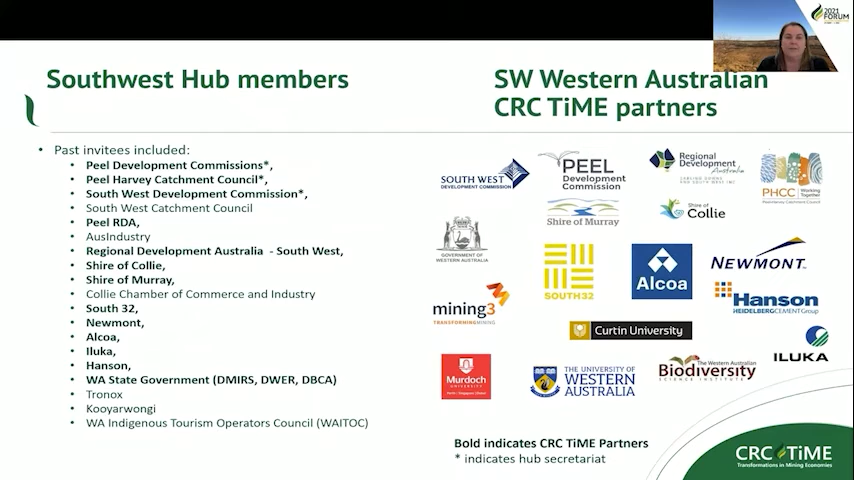 2021
FORUM
Southwest Hub members
SW Western Australian
CRC TiME partners
• Past invitees included:
• Peel Development Commissions*,
• Peel Harvey Catchment Council*,
• South West Development Commission*,
• South West Catchment Council
• Peel RDA,
• AusIndustry
• Regional Development Australia - South West,
• Shire of Collie,
• Shire of Murray,
• Collie Chamber of Commerce and Industry
• South 32,
• Newmont,
• Alcoa,
• Iluka,
• Hanson,
• WA State Government (DMIRS, DWER, DBCA)
• Tronox
• Kooyarwongi
• WA Indigenous Tourism Operators Council (WAITOC)
SOUTH WEST
DEVELOPMENT COMMISSION
PEEL
Development
Commission
Regional
Development
Australia
PHCC
Working
Together
Peel-Harvey Catchment Council
Shire of Murray
Shire of
Collie
GOVERNMENT OF
WESTERN AUSTRALIA
SOUTH32
Alcoa
NEWMONT
mining3
TRANSFORMING MINING
Hanson
HEIDELBERGCEMENT Group
Curtin University
ILUKA
Murdoch
UNIVERSITY
THE UNIVERSITY OF
WESTERN
AUSTRALIA
The Western Australian
Biodiversity
SCIENCE INSTITUTE
Bold indicates CRC TiME Partners
* indicates hub secretariat
CRC TiME
Transformations in Mining Economies